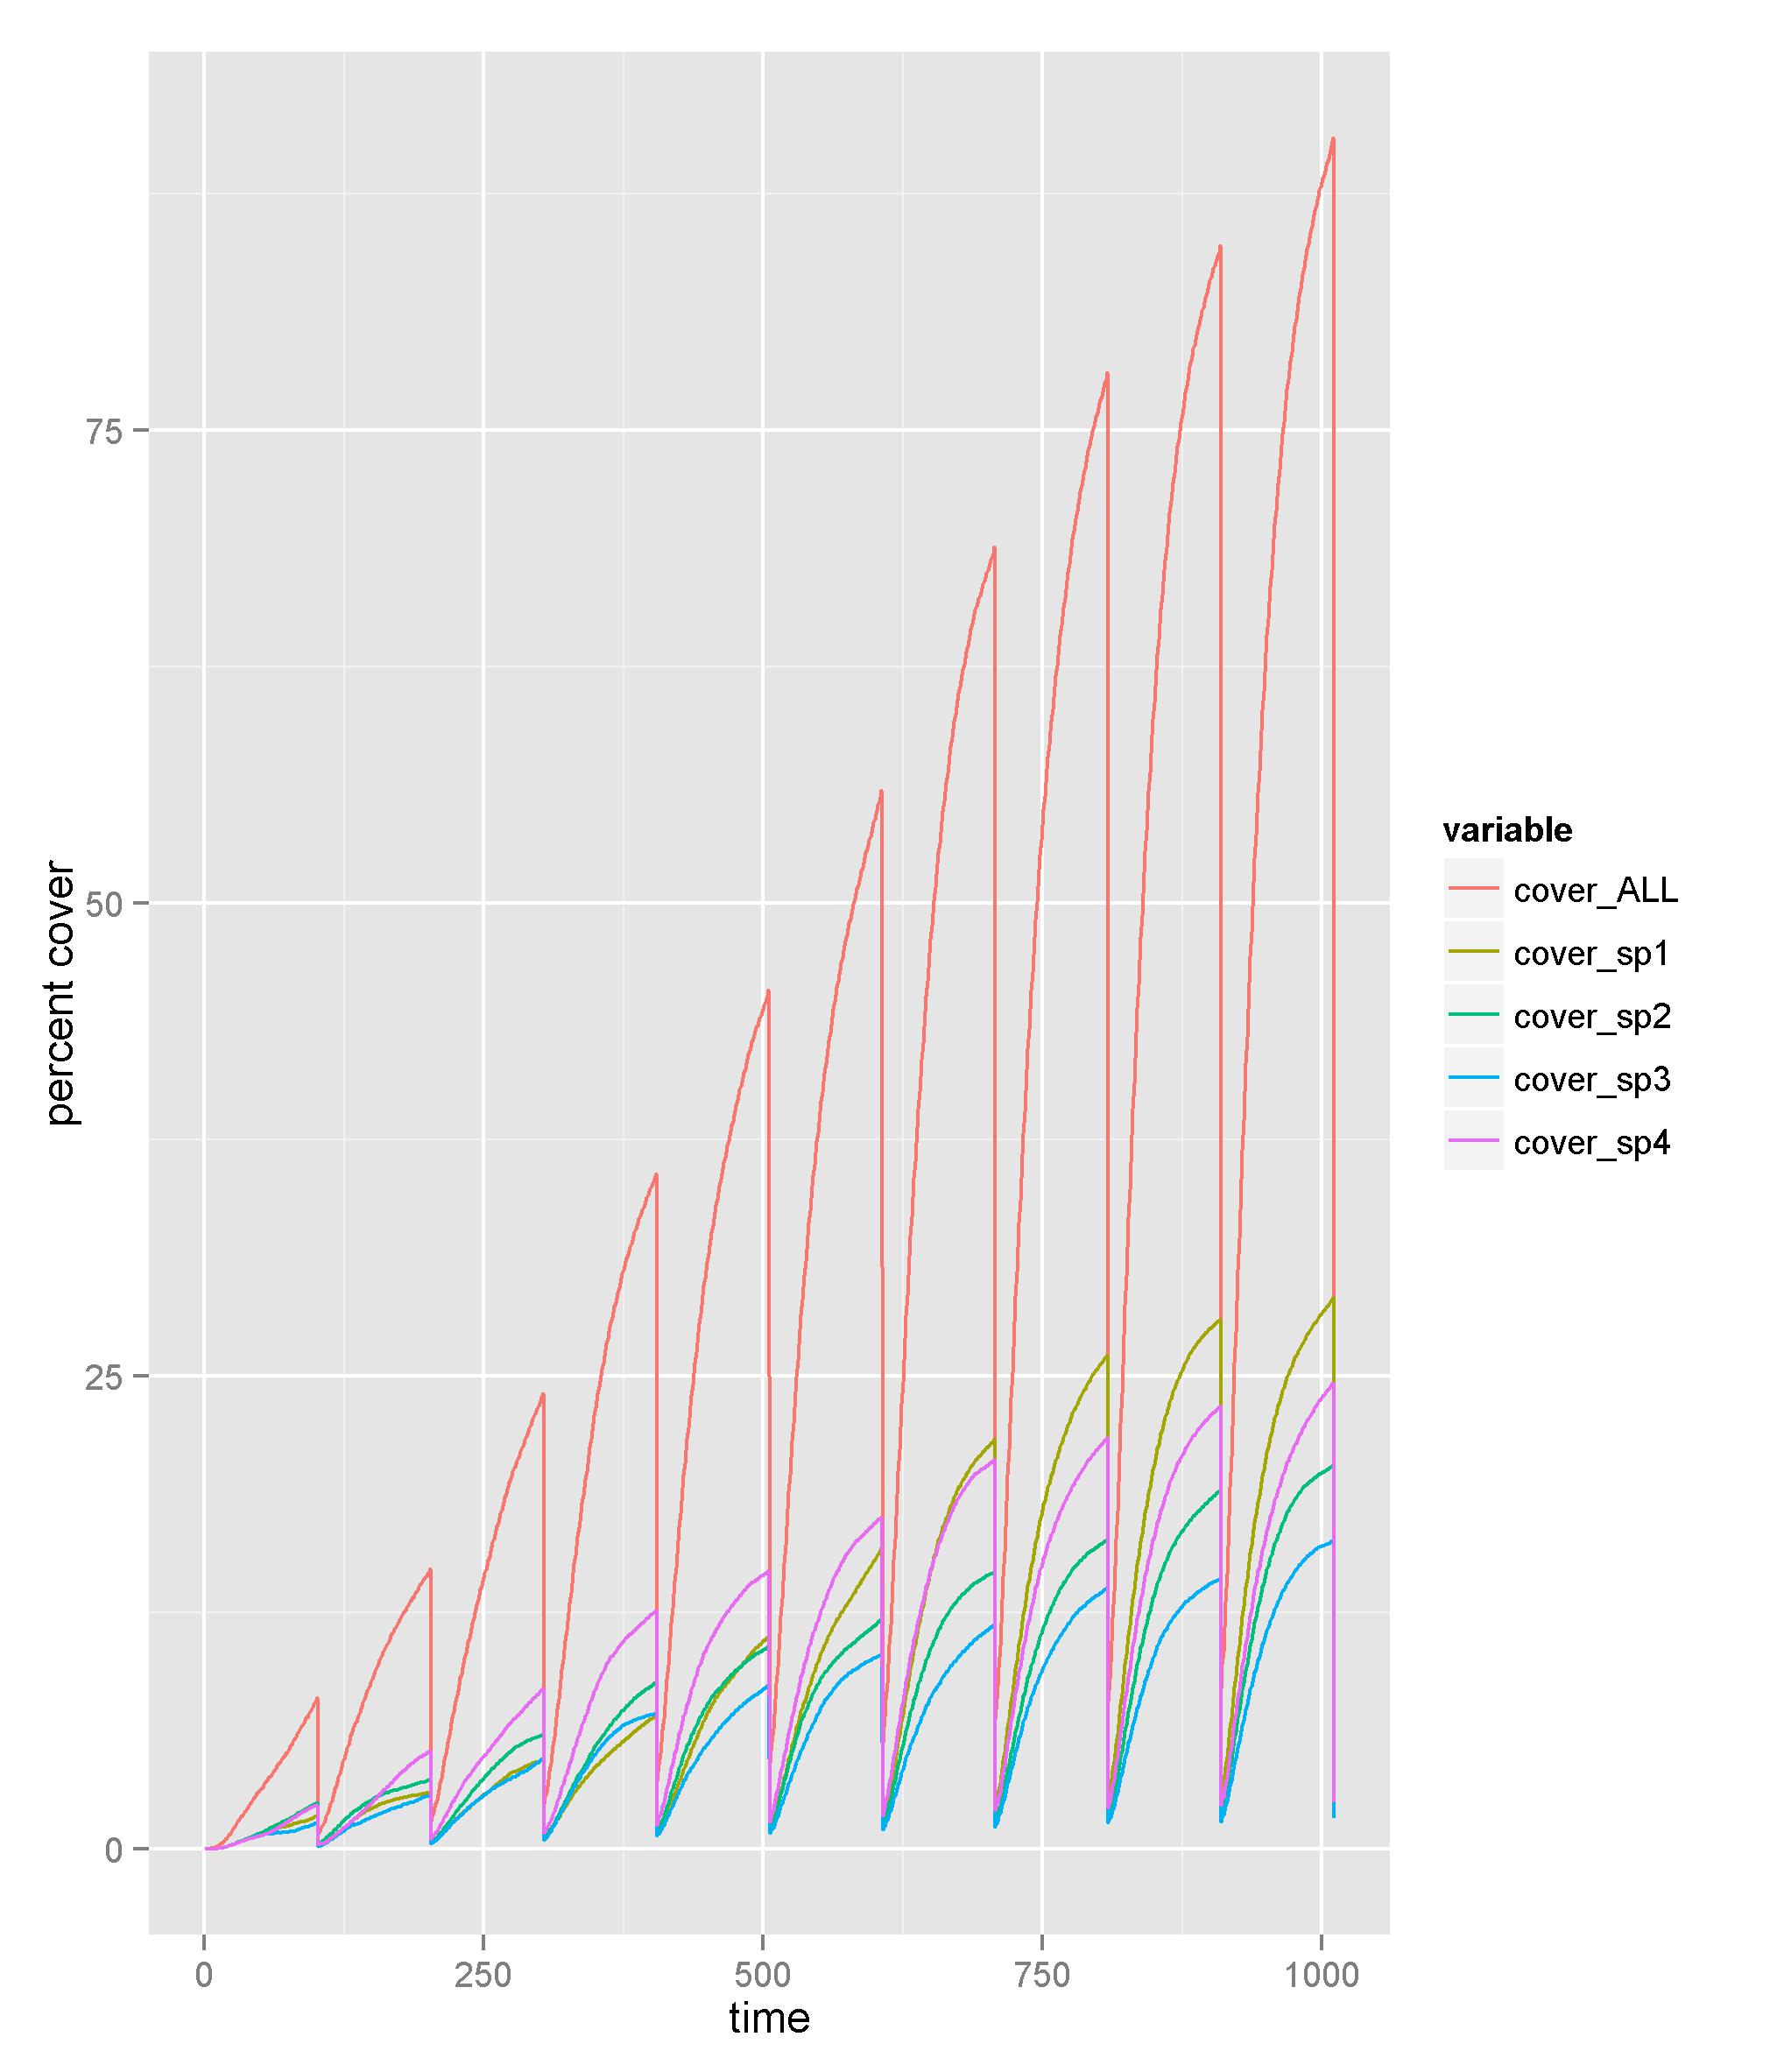 75
50
25
0
percent cover
0 250 500 750 1000
time
variable
cover_ALL
cover_sp1
cover_sp2
cover_sp3
cover_sp4